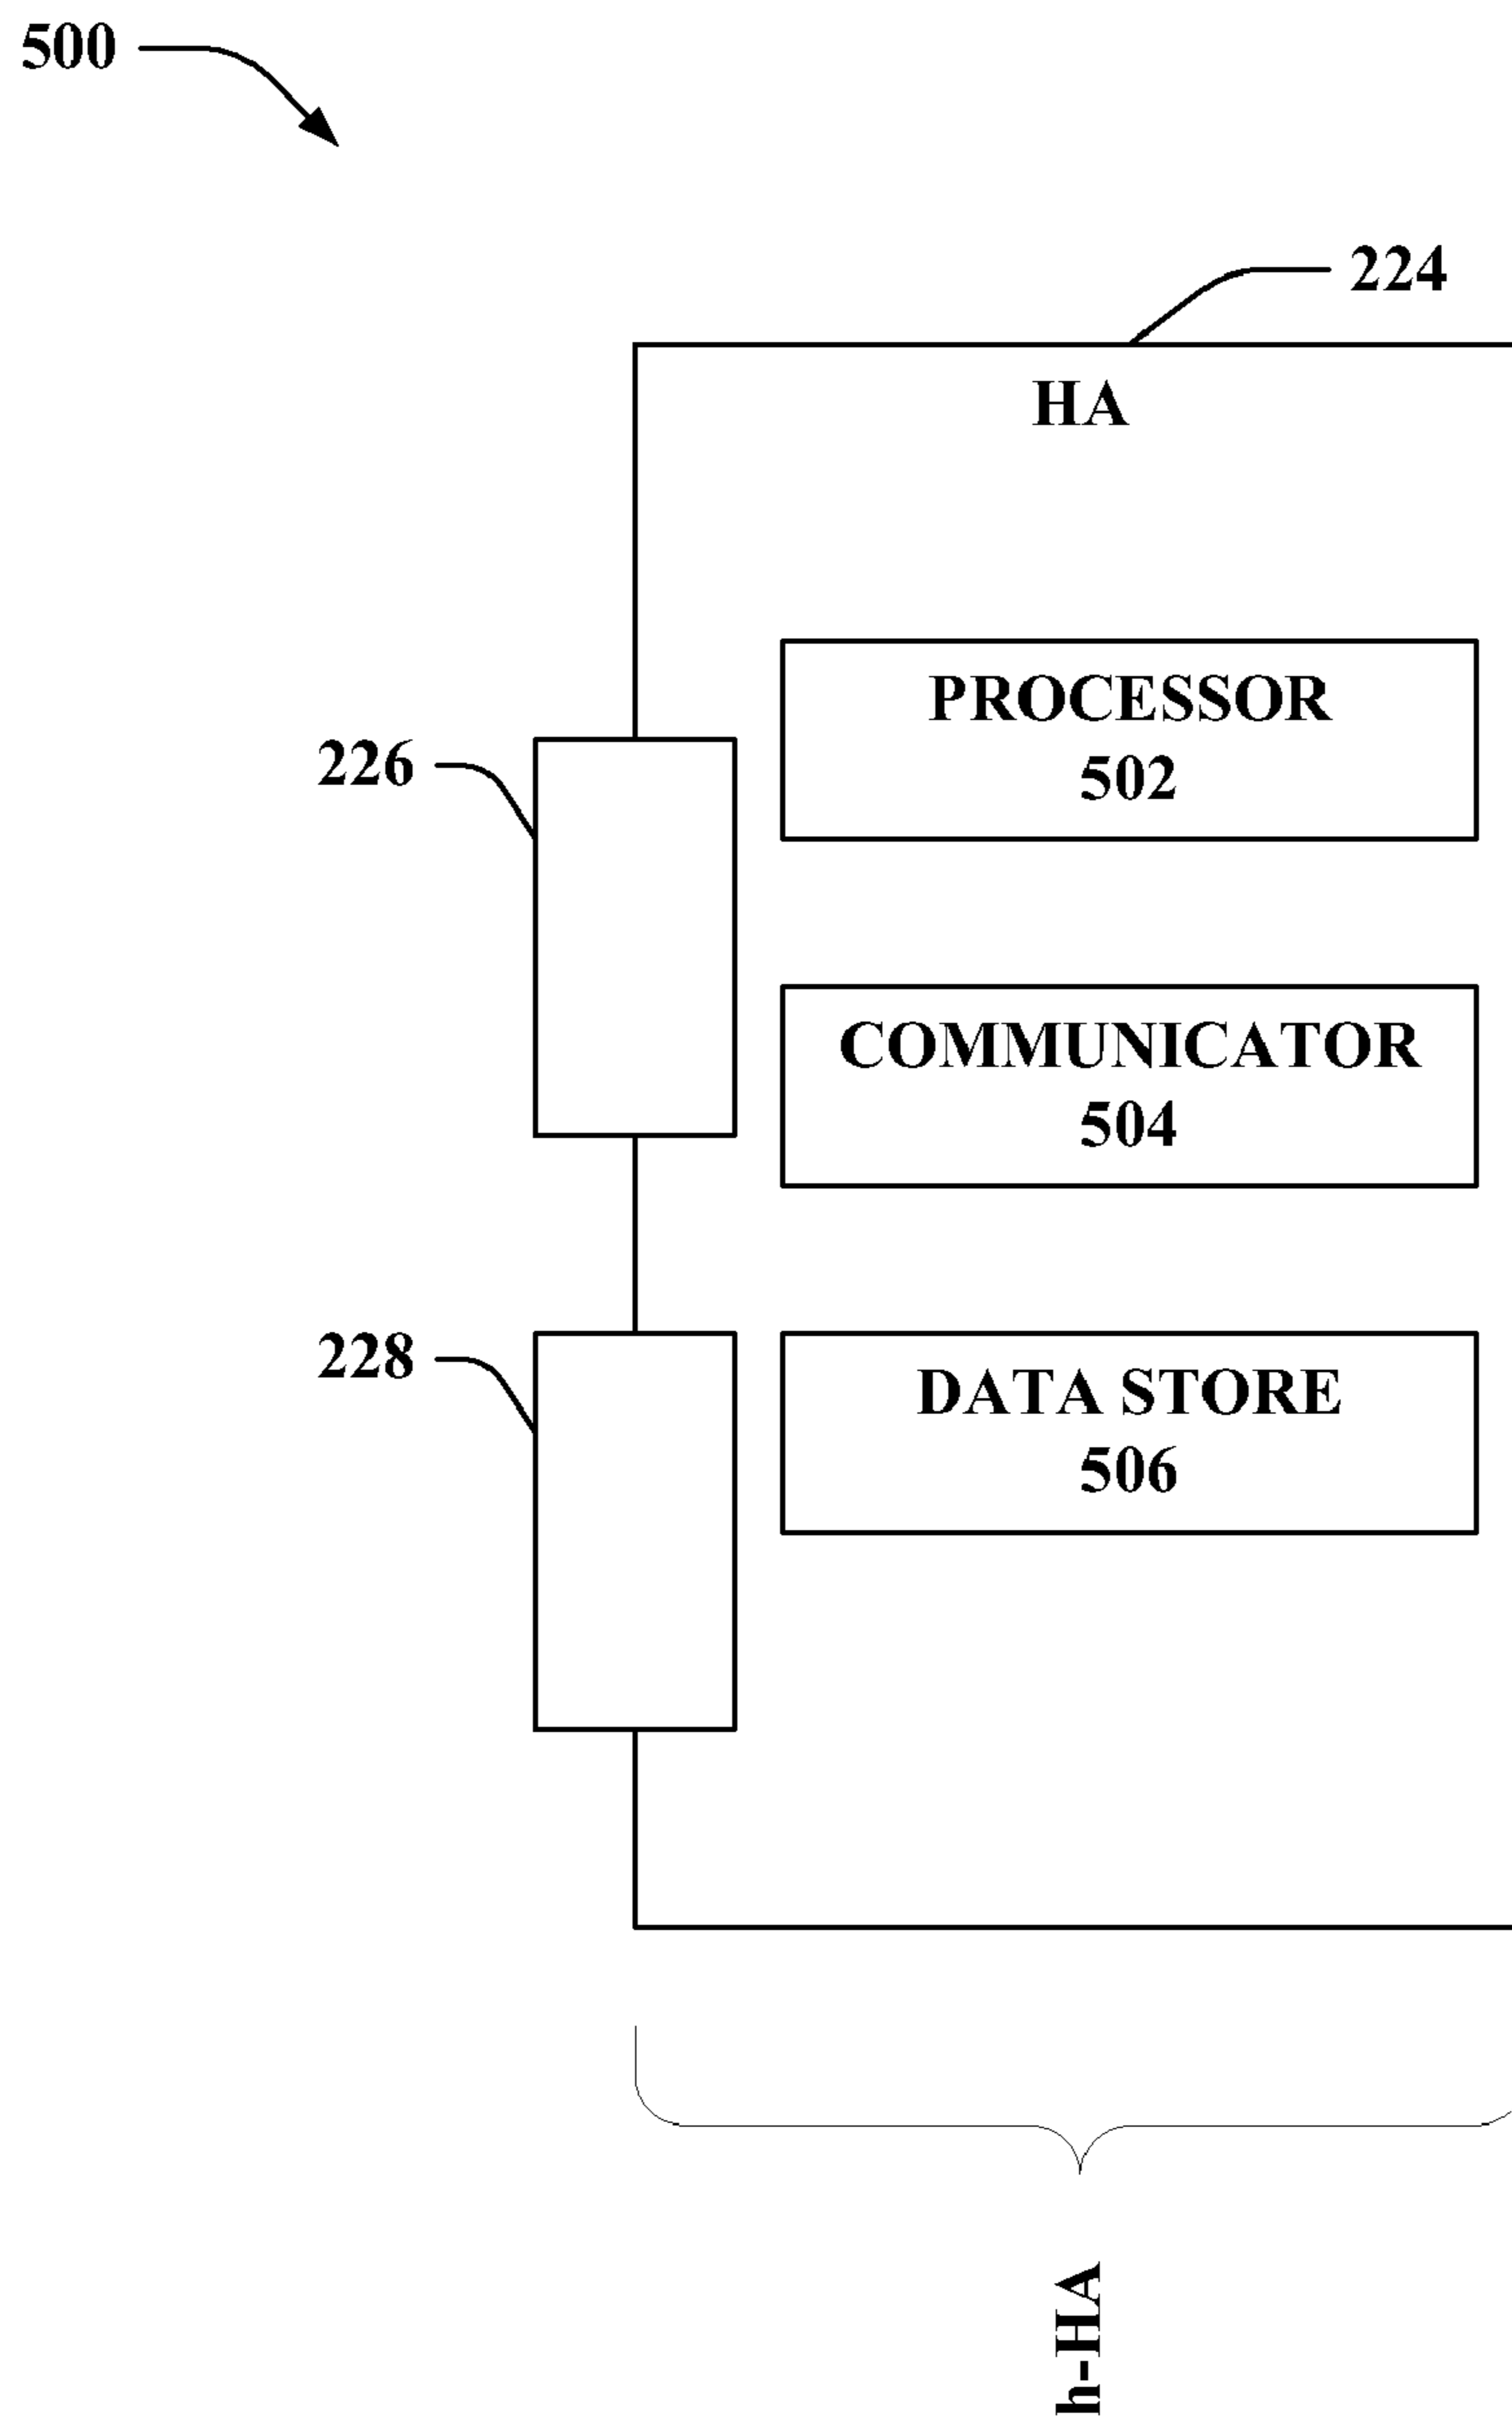 500
224
HA
PROCESSOR
502
226
COMMUNICATOR
504
228
DATA STORE
506
h-HA